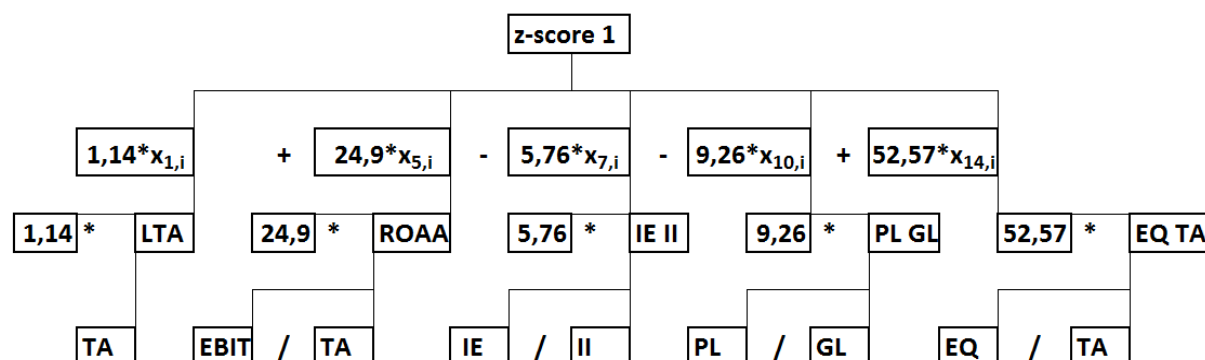 z-score 1
1,14*x1,i + 24,9*x5,i - 5,76*x7,i - 9,26*x10,i + 52,57*x14,i
1,14 * LTA 24,9 * ROAA 5,76 * IE II 9,26 * PL GL 52,57 * EQ TA
TA EBIT / TA IE / II PL / GL EQ / TA